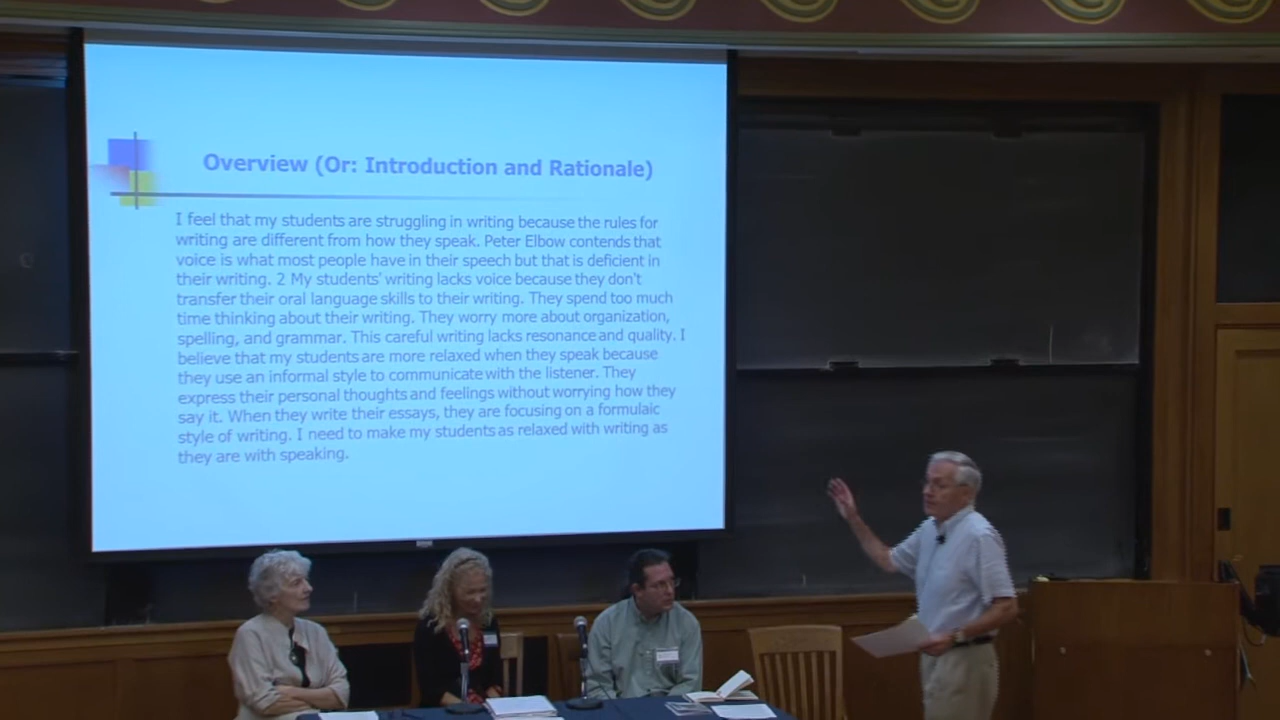 Overview (Or: Introduction and Rationale)
I feel that my students are struggling in writing because the rules for
writing are different from how they speak. Peter Elbow contends that
voice is what most people have in their speech but that is deficient in
their writing. 2 My students' writing lacks voice because they don't
transfer their oral language skills to their writing. They spend too much
time thinking about their writing. They worry more about organization,
spelling, and grammar. This careful writing lacks resonance and quality. I
believe that my students are more relaxed when they speak because
they use an informal style to communicate with the listener. They
express their personal thoughts and feelings without worrying how they
say it. When they write their essays, they are focusing on a formulaic
style of writing. I need to make my students as relaxed with writing as
they are with speaking.